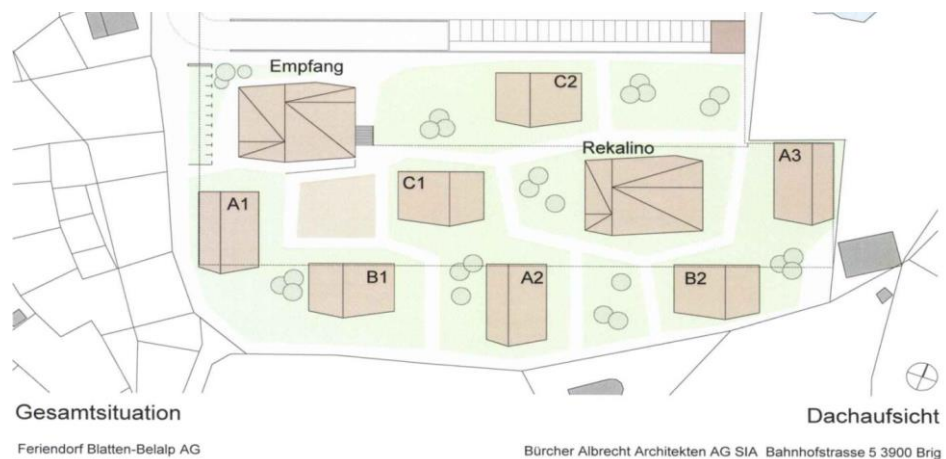 Empfang
C2
Rekalino
A3
C1
A1
B1
A2
B2
Gesamtsituation
Dachaufsicht
Feriendorf Blatten-Belalp AG
Bürcher Albrecht Architekten AG SIA Bahnhofstrasse 5 3900 Brig